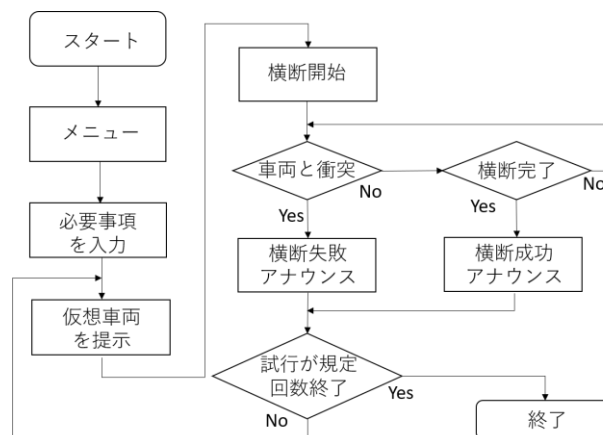 スタート
メニュー
必要事項
を入力
仮想車両
を提示
横断開始
車両と衝突
No
Yes
横断完了
No
Yes
横断失敗
アナウンス
横断成功
アナウンス
試行が規定
回数終了
Yes
No
終了